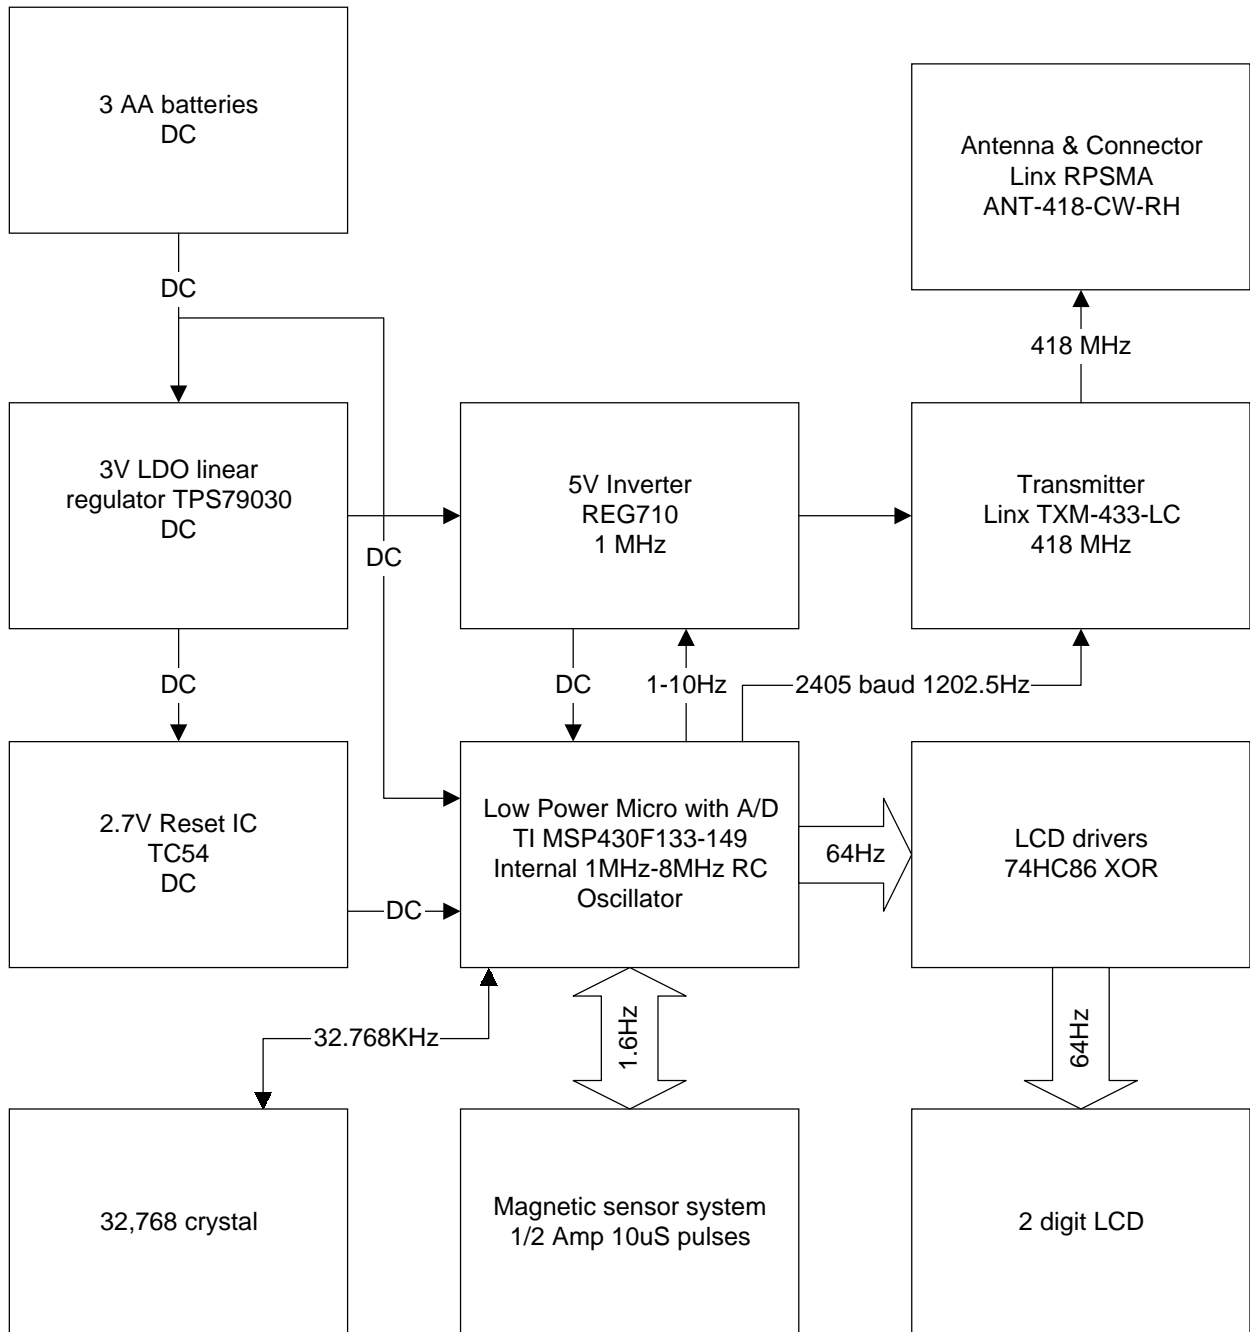 3 AA batteries
DC
Antenna & Connector
Linx RPSMA
ANT-418-CW-RH
DC
418 MHz
3V LDO linear
regulator TPS79030
DC
5V Inverter
REG710
1 MHz
Transmitter
Linx TXM-433-LC
418 MHz
DC
DC
DC
1-10Hz
2405 baud 1202.5Hz
2.7V Reset IC
TC54
DC
DC
Low Power Micro with A/D
TI MSP430F133-149
Internal 1MHz-8MHz RC
Oscillator
64Hz
LCD drivers
74HC86 XOR
32.768KHz
1.6Hz
64Hz
32,768 crystal
Magnetic sensor system
1/2 Amp 10uS pulses
2 digit LCD